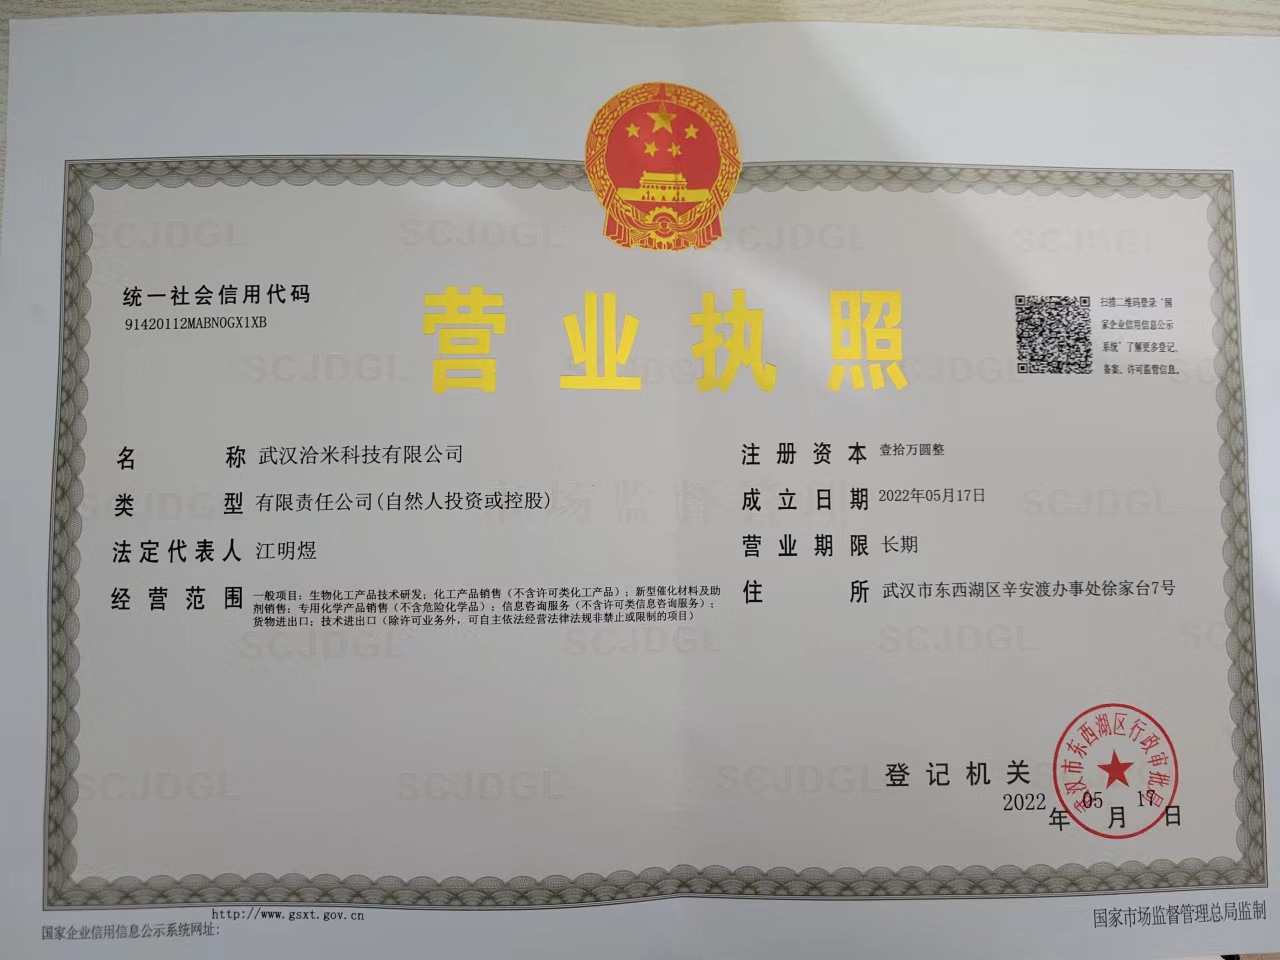 统一社会信用代码
91420112MABN0GX1XB
营业执照
扫描二维码登录“国
家企业信用信息公示
系统”了解更多登记、
备案、许可监管信息。
名称 武汉洽米科技有限公司
类型 有限责任公司(自然人投资或控股)
法定代表人 江明煜
经营范围 一般项目：生物化工产品技术研发；化工产品销售（不含许可类化工产品）；新型催化材料及助
剂销售；专用化学产品销售（不含危险化学品）；信息咨询服务（不含许可类信息咨询服务）；
货物进出口；技术进出口（除许可业务外，可自主依法经营法律法规非禁止或限制的项目）
注册资本 壹拾万圆整
成立日期 2022年05月17日
营业期限 长期
住所 武汉市东西湖区辛安渡办事处徐家台7号
登记机关
武汉市东西湖区行政审批局
2022年05月17日
国家企业信用信息公示系统网址：http://www.gsxt.gov.cn
国家市场监督管理总局监制
SCJDGL
市场监督管理